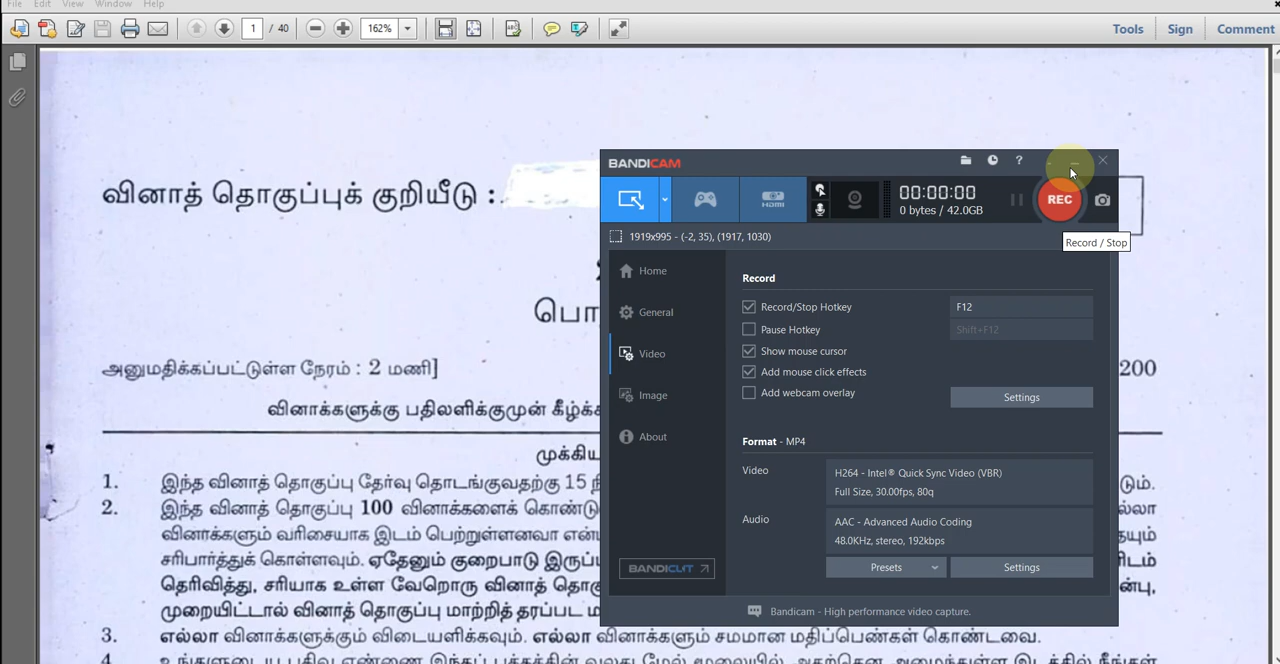 File Edit View Window Help
1 / 40
162%
Tools Sign Comment
வினாத் தொகுப்புக் குறியீடு :
பொ
அனுமதிக்கப்பட்டுள்ள நேரம் : 2 மணி]
200
வினாக்களுக்கு பதிலளிக்குமுன் கீழ்க்க
முக்கிய
1. இந்த வினாத் தொகுப்பு தேர்வு தொடங்குவதற்கு 15 நி
டும்.
2. இந்த வினாத் தொகுப்பு 100 வினாக்களைக் கொண்டு
ல்லா
வினாக்களும் வரிசையாக இடம் பெற்றுள்ளனவா என்
தயும்
சரிபார்த்துக் கொள்ளவும். ஏதேனும் குறைபாடு இருப்
டம்
தெரிவித்து, சரியாக உள்ள வேறொரு வினாத் தொகு
ன்பு,
முறையிட்டால் வினாத் தொகுப்பு மாற்றித் தரப்பட ம
3. எல்லா வினாக்களுக்கும் விடையளிக்கவும். எல்லா வினாக்களும் சமமான மதிப்பெண்கள் கொண்டவை.
BANDICAM
HDMI
00:00:00
0 bytes / 42.0GB
REC
1919x995 - (-2, 35), (1917, 1030)
Record / Stop
Home
General
Video
Image
About
BANDICUT
Record
Record/Stop Hotkey F12
Pause Hotkey Shift+F12
Show mouse cursor
Add mouse click effects
Add webcam overlay
Settings
Format - MP4
Video
H264 - Intel® Quick Sync Video (VBR)
Full Size, 30.00fps, 80q
Audio
AAC - Advanced Audio Coding
48.0KHz, stereo, 192kbps
Presets Settings
Bandicam - High performance video capture.